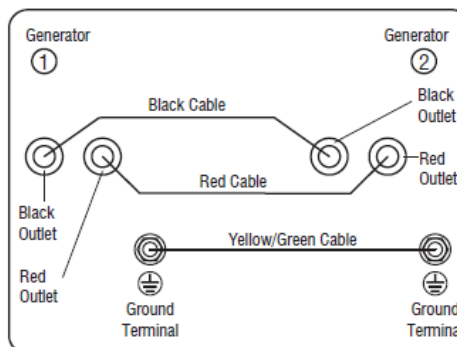 Generator
1
Generator
2
Black Cable
Black
Outlet
Red
Outlet
Red Cable
Black
Outlet
Red
Outlet
Yellow/Green Cable
Ground
Terminal
Ground
Terminal